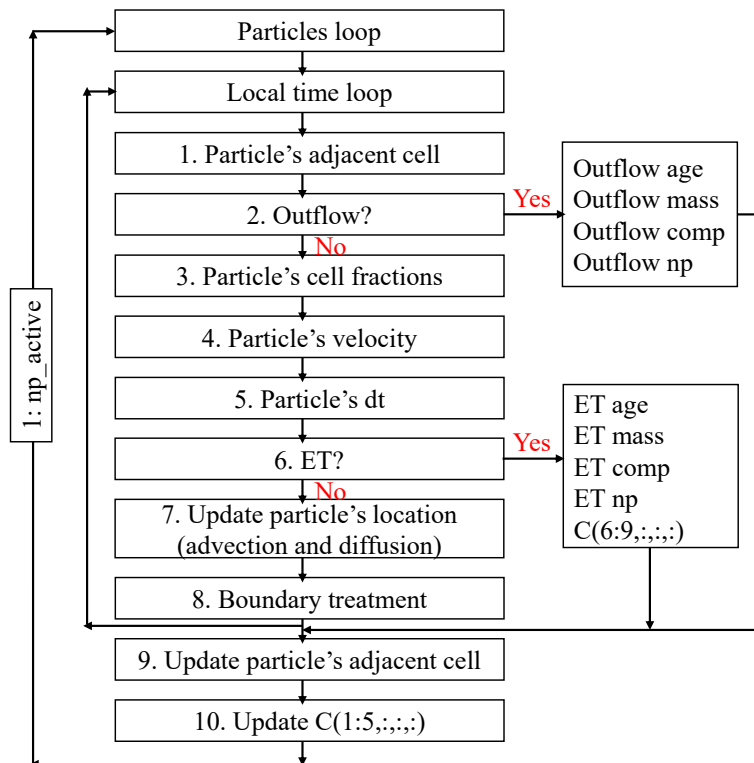 Particles loop
Local time loop
1. Particle's adjacent cell
2. Outflow?
Yes
Outflow age
Outflow mass
Outflow comp
Outflow np
No
3. Particle's cell fractions
4. Particle's velocity
1: np_active
5. Particle's dt
6. ET?
Yes
ET age
ET mass
ET comp
ET np
C(6:9,:,:,:)
No
7. Update particle's location
(advection and diffusion)
8. Boundary treatment
9. Update particle's adjacent cell
10. Update C(1:5,:,:,:)